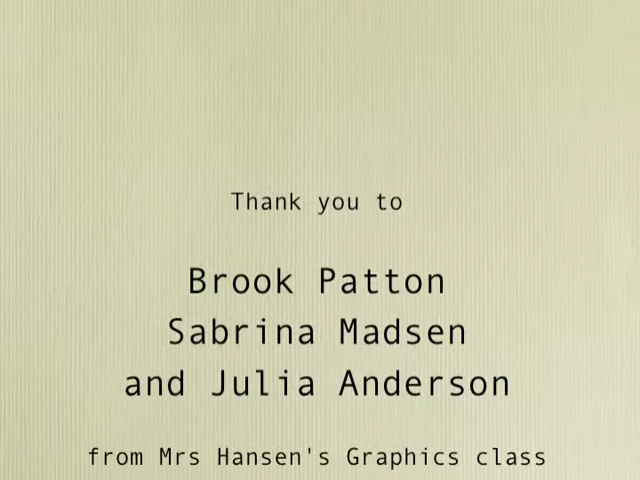 Thank you to
Brook Patton
Sabrina Madsen
and Julia Anderson
from Mrs Hansen's Graphics class